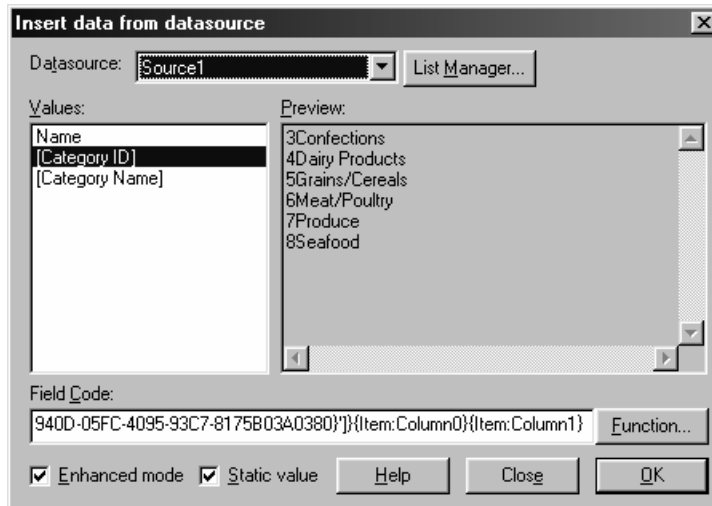 Insert data from datasource
Datasource: Source1 List Manager...
Values: Preview:
Name
[Category ID]
[Category Name]
3Confections
4Dairy Products
5Grains/Cereals
6Meat/Poultry
7Produce
8Seafood
Field Code:
940D-05FC-4095-93C7-8175B03A0380}']}{Item:Column0}{Item:Column1} Function...
Enhanced mode Static value Help Close OK